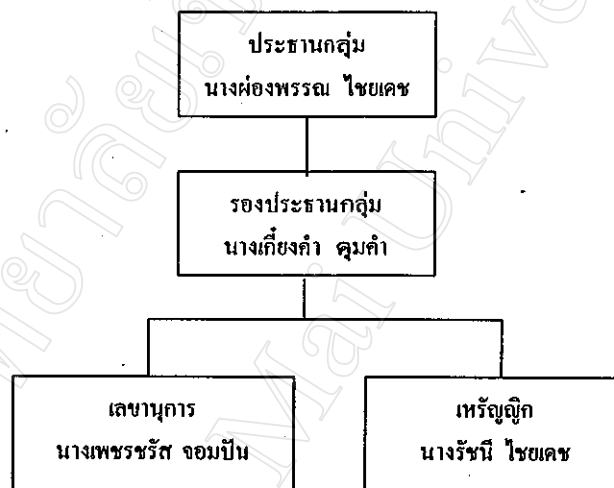 ประธานกลุ่ม
นางผ่องพรรณ ไชยเดช
รองประธานกลุ่ม
นางเกี๋ยงคำ ตุมคำ
เลขานุการ
นางเพชรชรัส จอมปัน
เหรัญญิก
นางรัชนี ไชยเดช
Mai Unive